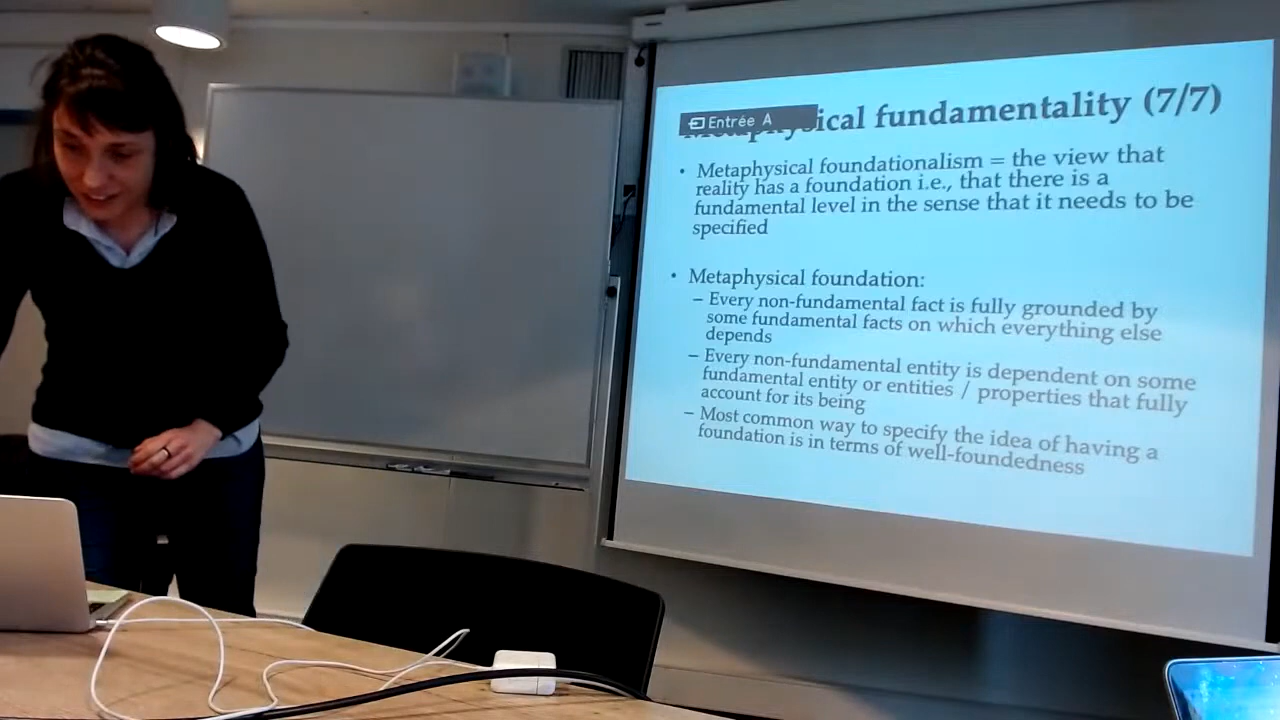 Entrée A
Metaphysical fundamentality (7/7)
• Metaphysical foundationalism = the view that
reality has a foundation i.e., that there is a
fundamental level in the sense that it needs to be
specified
• Metaphysical foundation:
– Every non-fundamental fact is fully grounded by
some fundamental facts on which everything else
depends
– Every non-fundamental entity is dependent on some
fundamental entity or entities / properties that fully
account for its being
– Most common way to specify the idea of having a
foundation is in terms of well-foundedness